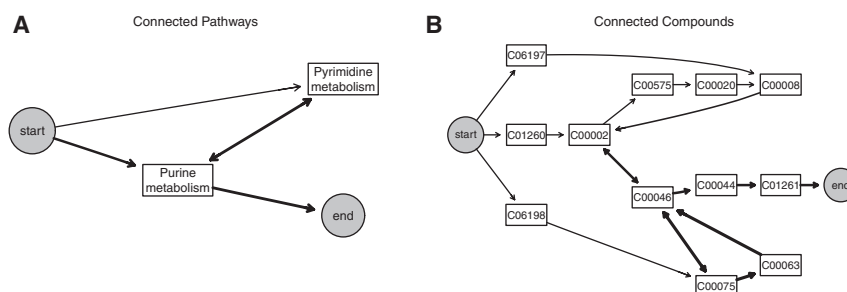 A
Connected Pathways
start
Pyrimidine
metabolism
Purine
metabolism
end
B
Connected Compounds
C06197
C00575
C00020
C00008
start
C01260
C00002
C00046
C00044
C01261
end
C06198
C00063
C00075